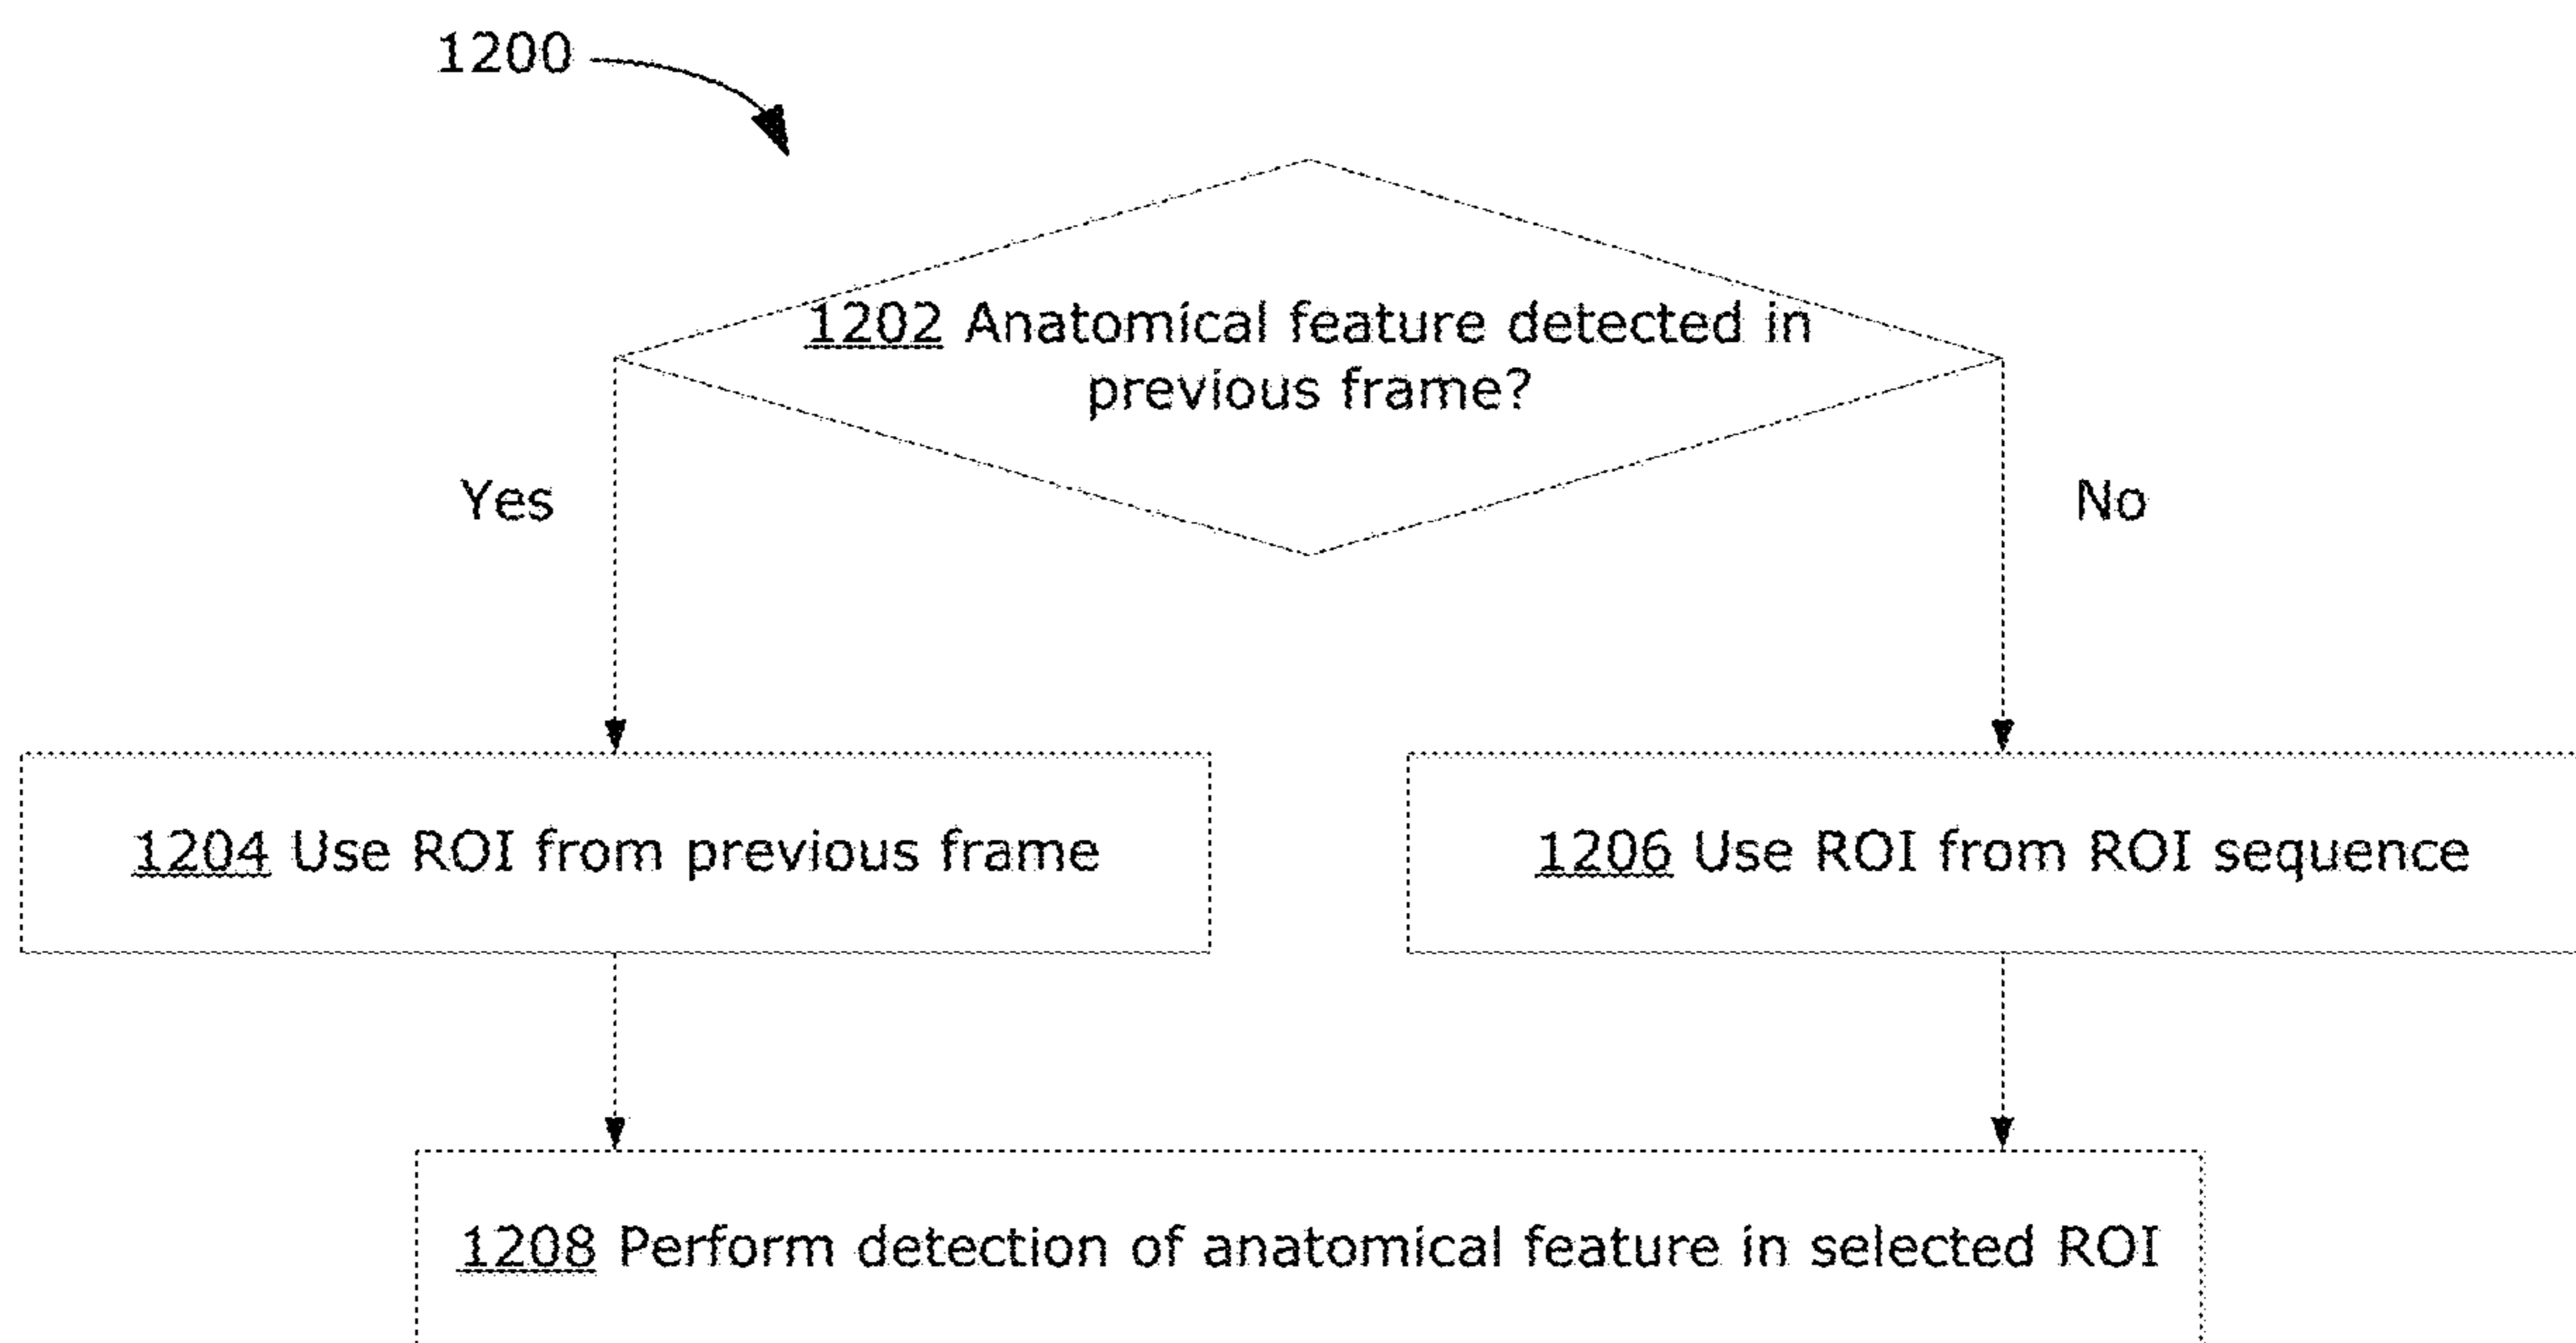 1200
1202 Anatomical feature detected in
previous frame?
Yes
No
1204 Use ROI from previous frame
1206 Use ROI from ROI sequence
1208 Perform detection of anatomical feature in selected ROI